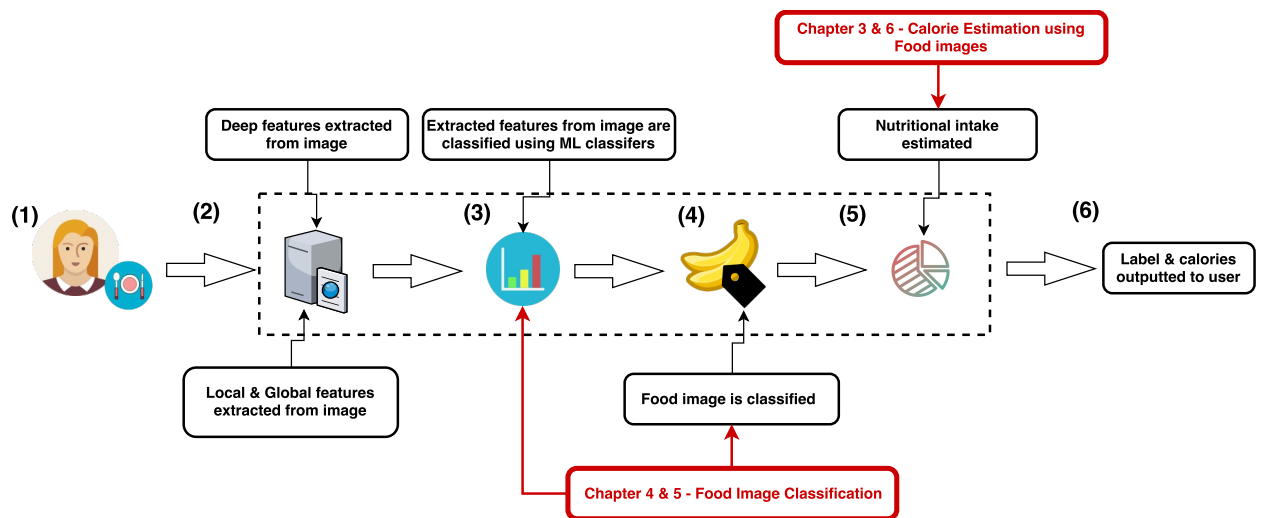 Chapter 3 & 6 - Calorie Estimation using
Food images
Deep features extracted
from image
Extracted features from image are
classified using ML classifers
Nutritional intake
estimated
(1)
(2)
(3)
(4)
(5)
(6)
Label & calories
outputted to user
Local & Global features
extracted from image
Food image is classified
Chapter 4 & 5 - Food Image Classification